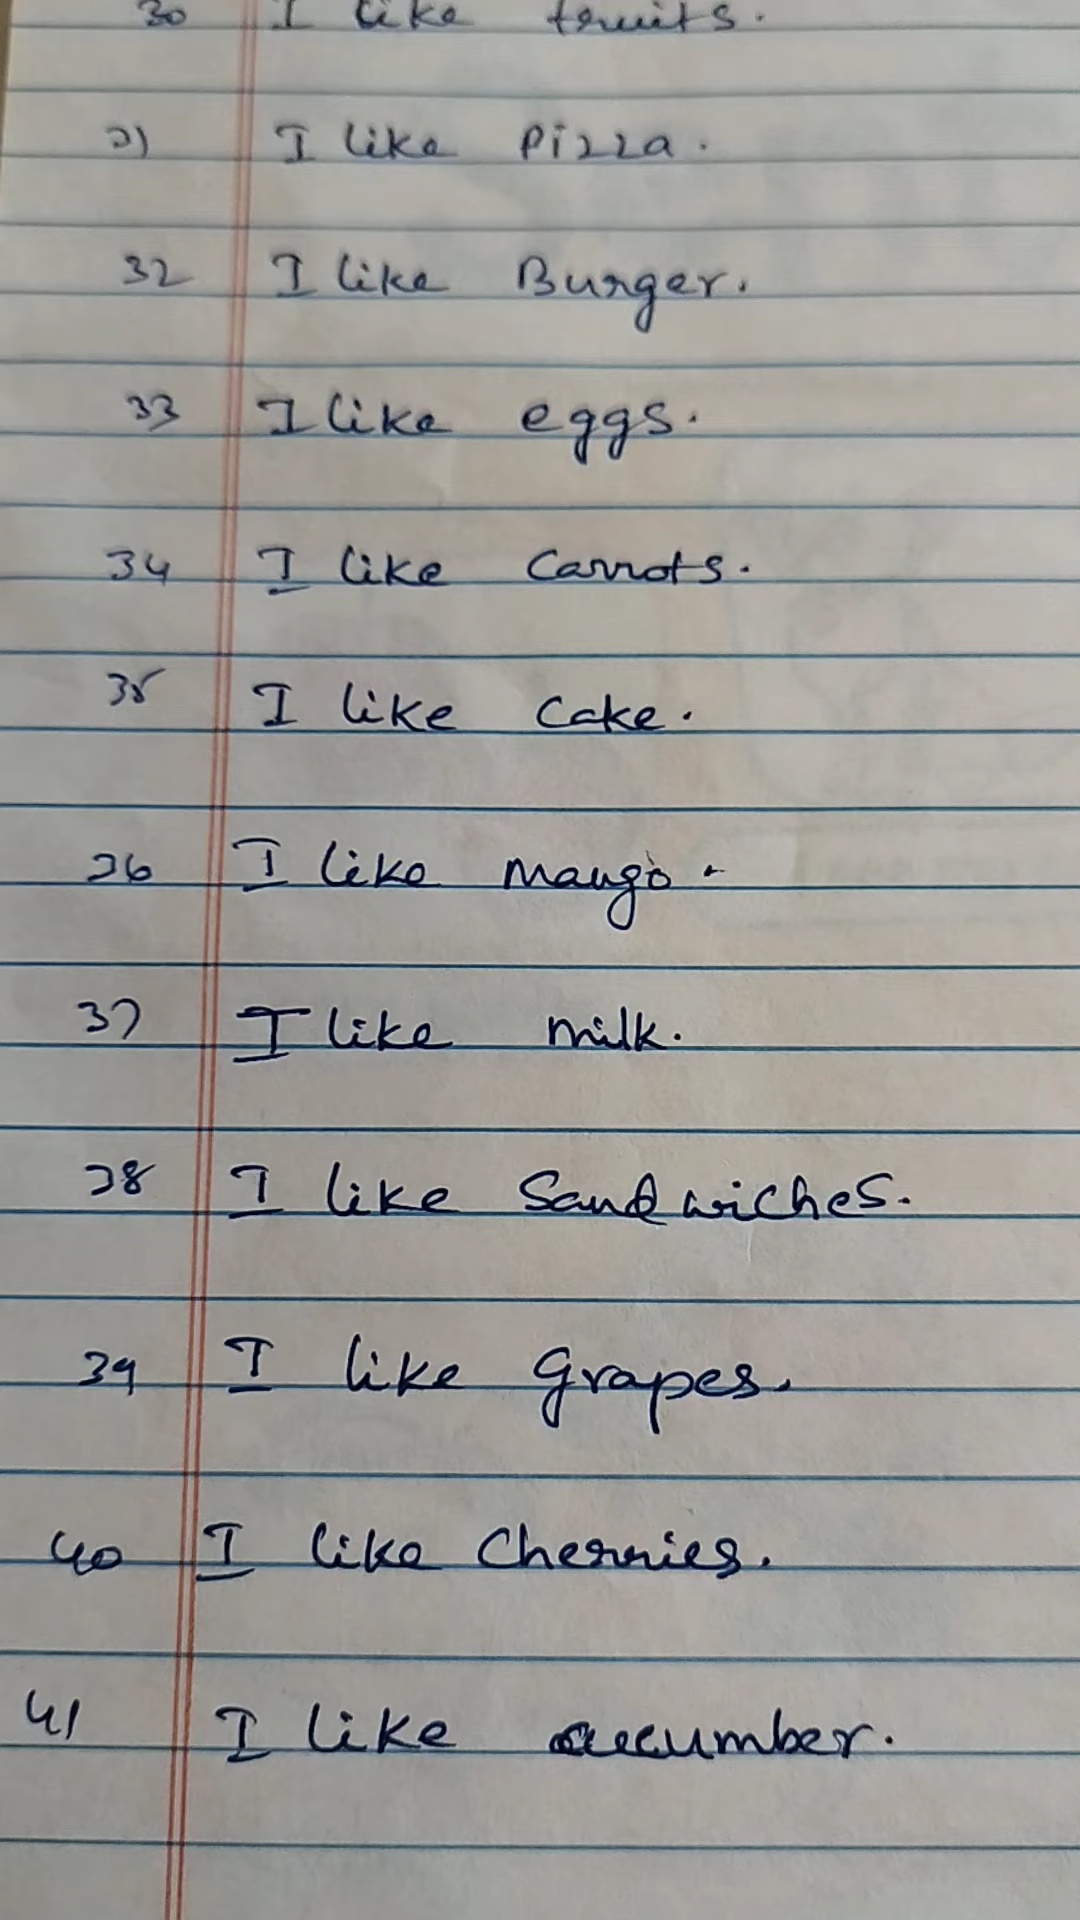 30 I like fruits.
31 I like Pizza.
32 I like Burger.
33 I like eggs.
34 I like Carrots.
35 I like Cake.
36 I like Mango.
37 I like milk.
38 I like Sandwiches.
39 I like Grapes.
40 I like Cherries.
41 I like cucumber.